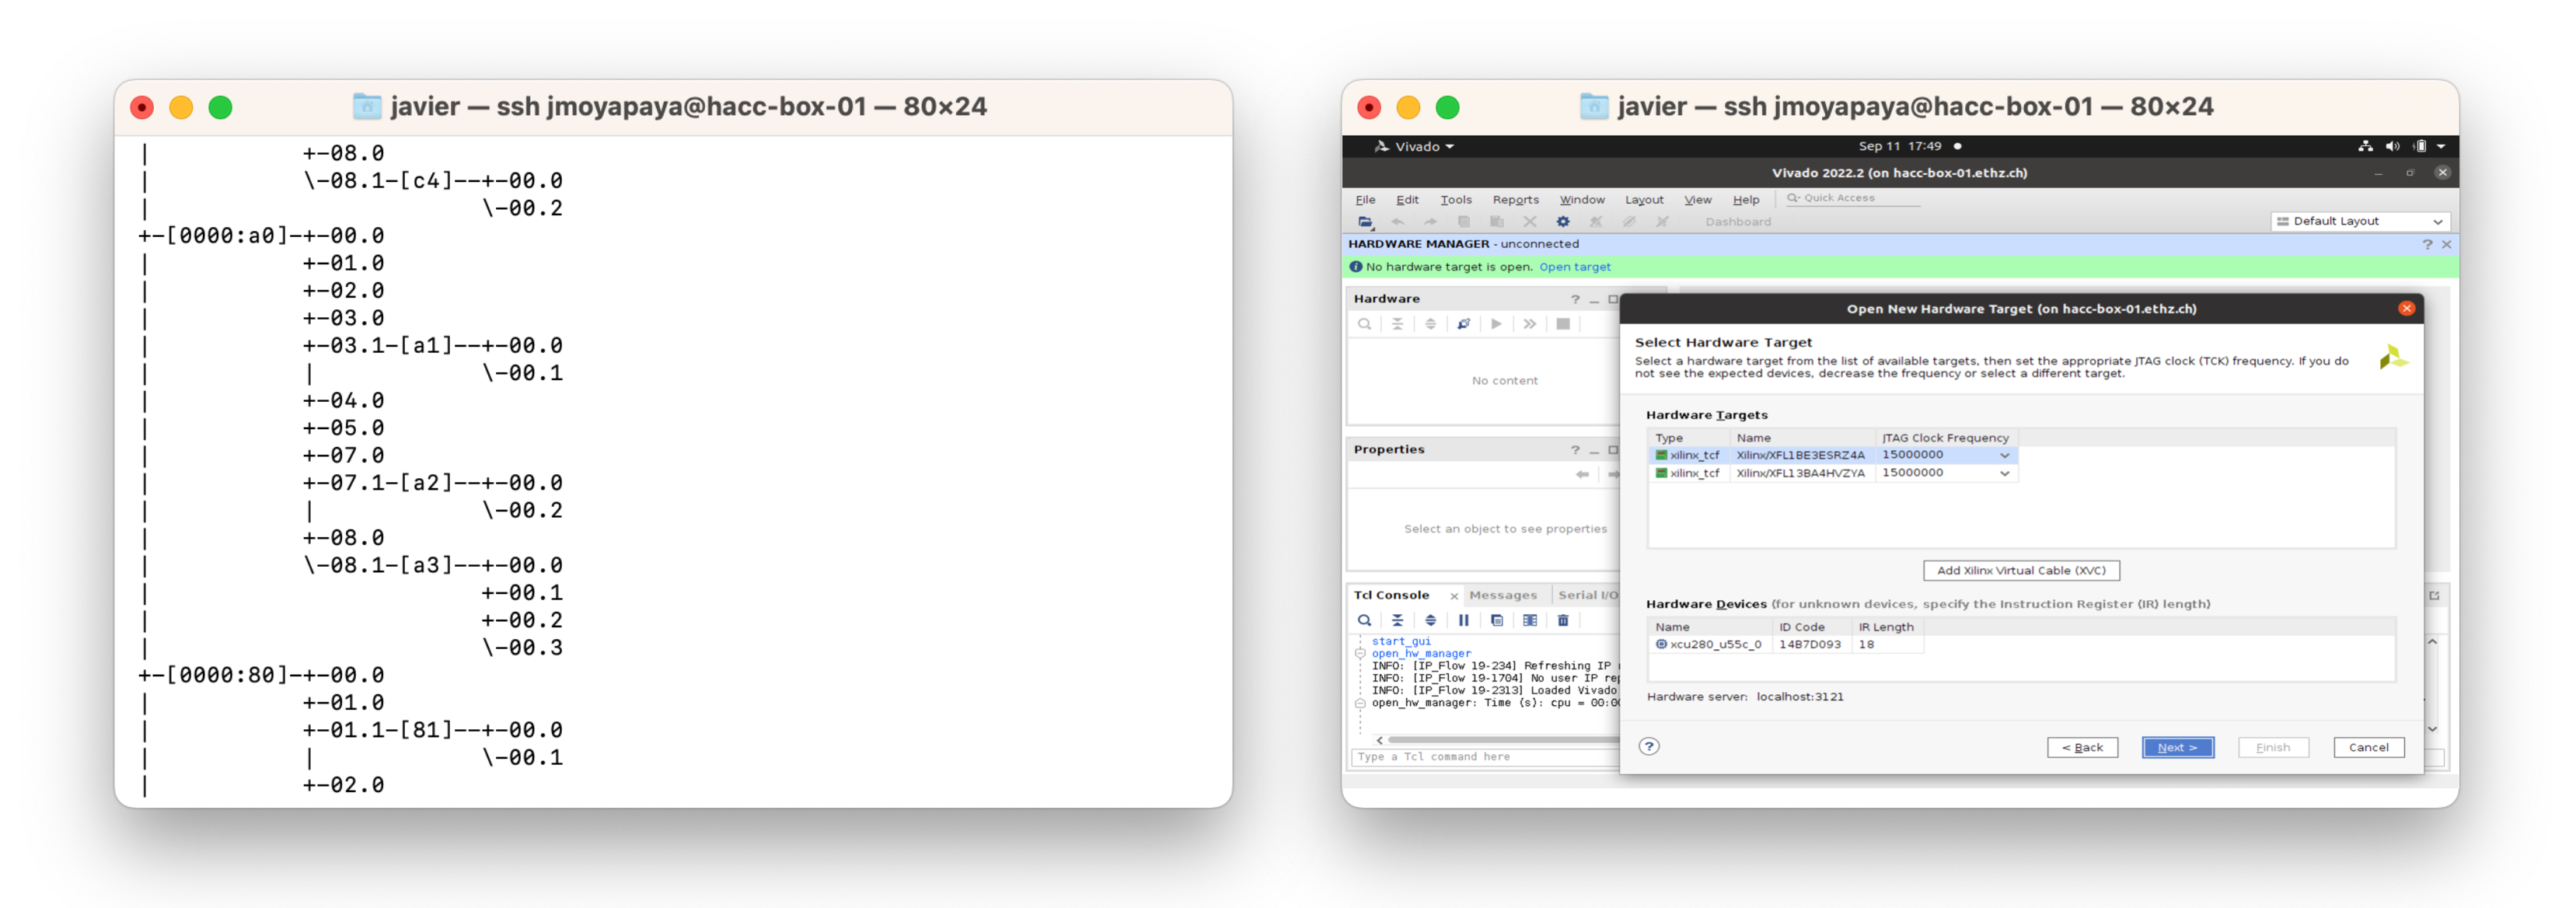 javier — ssh jmoyapaya@hacc-box-01 — 80×24
|           +-08.0
|           \-08.1-[c4]--+-00.0
|                        \-00.2
+-[0000:a0]-+-00.0
|           +-01.0
|           +-02.0
|           +-03.0
|           +-03.1-[a1]--+-00.0
|           |            \-00.1
|           +-04.0
|           +-05.0
|           +-07.0
|           +-07.1-[a2]--+-00.0
|           |            \-00.2
|           +-08.0
|           \-08.1-[a3]--+-00.0
|                        +-00.1
|                        +-00.2
|                        \-00.3
+-[0000:80]-+-00.0
|           +-01.0
|           +-01.1-[81]--+-00.0
|           |            \-00.1
|           +-02.0
javier — ssh jmoyapaya@hacc-box-01 — 80×24
Vivado Sep 11 17:49
Vivado 2022.2 (on hacc-box-01.ethz.ch)
File Edit Tools Reports Window Layout View Help Quick Access
Dashboard Default Layout
HARDWARE MANAGER - unconnected
No hardware target is open. Open target
Hardware
No content
Properties
Select an object to see properties
Tcl Console Messages Serial I/O
start_gui
open_hw_manager
INFO: [IP_Flow 19-234] Refreshing IP
INFO: [IP_Flow 19-1704] No user IP rep
INFO: [IP_Flow 19-2313] Loaded Vivado
open_hw_manager: Time (s): cpu = 00:00
Type a Tcl command here
Open New Hardware Target (on hacc-box-01.ethz.ch)
Select Hardware Target
Select a hardware target from the list of available targets, then set the appropriate JTAG clock (TCK) frequency. If you do
not see the expected devices, decrease the frequency or select a different target.
Hardware Targets
Type Name JTAG Clock Frequency
xilinx_tcf Xilinx/XFL1BE3ESRZ4A 15000000
xilinx_tcf Xilinx/XFL13BA4HVZYA 15000000
Add Xilinx Virtual Cable (XVC)
Hardware Devices (for unknown devices, specify the Instruction Register (IR) length)
Name ID Code IR Length
xcu280_u55c_0 14B7D093 18
Hardware server: localhost:3121
? < Back Next > Finish Cancel